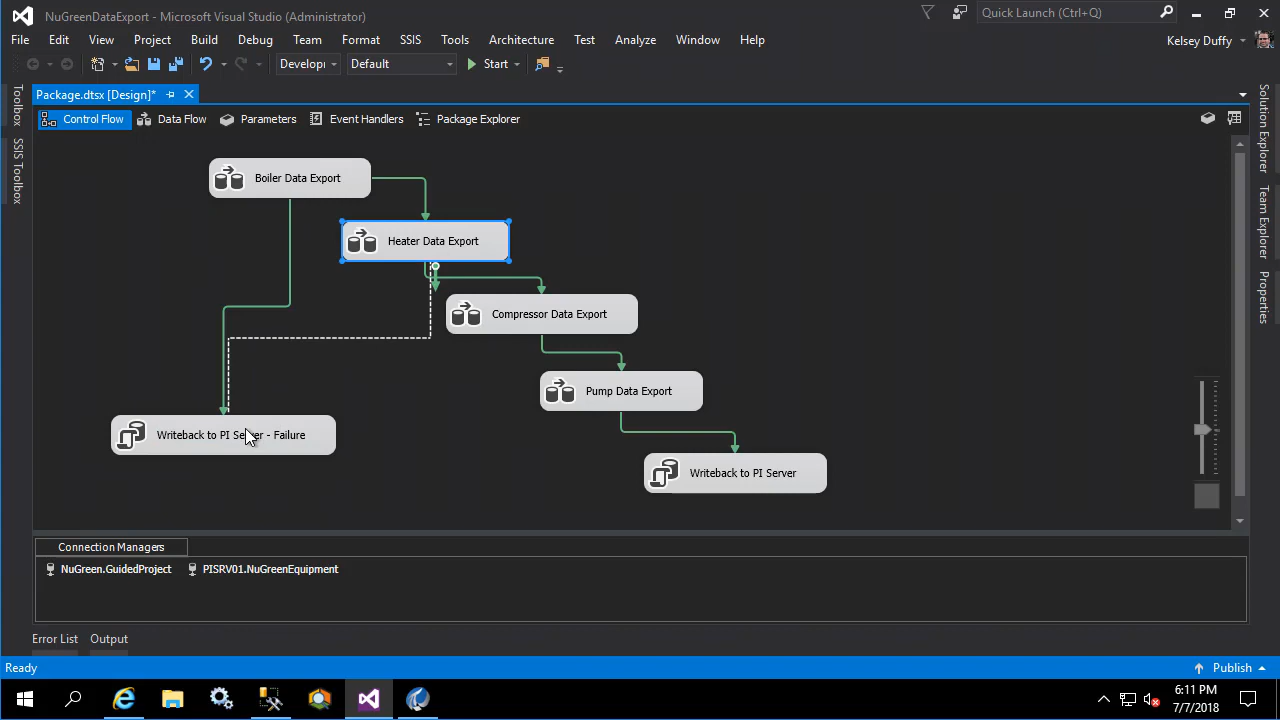 NuGreenDataExport - Microsoft Visual Studio (Administrator)
Quick Launch (Ctrl+Q)
File Edit View Project Build Debug Team Format SSIS Tools Architecture Test Analyze Window Help
Kelsey Duffy
Developi Default Start
Package.dtsx [Design]*
Toolbox
SSIS Toolbox
Control Flow Data Flow Parameters Event Handlers Package Explorer
Solution Explorer
Team Explorer
Properties
Boiler Data Export
Heater Data Export
Compressor Data Export
Pump Data Export
Writeback to PI Server - Failure
Writeback to PI Server
Connection Managers
NuGreen.GuidedProject PISRV01.NuGreenEquipment
Error List Output
Ready
Publish
6:11 PM
7/7/2018